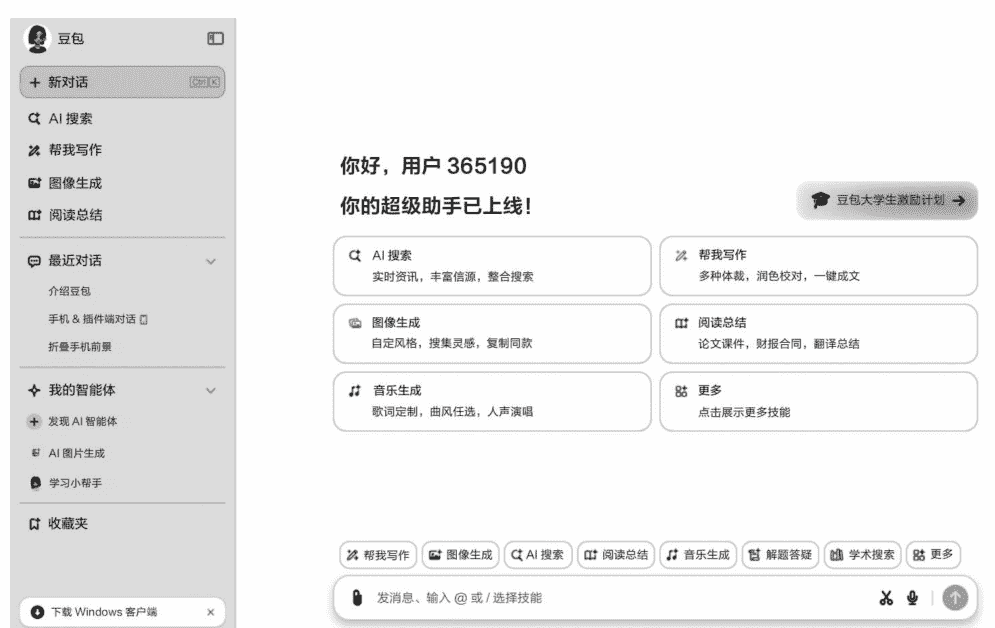 豆包
+ 新对话 Ctrl K
AI 搜索
帮我写作
图像生成
阅读总结
最近对话
介绍豆包
手机 & 插件端对话
折叠手机前景
我的智能体
发现 AI 智能体
AI 图片生成
学习小帮手
收藏夹
下载 Windows 客户端 ×
你好，用户 365190
你的超级助手已上线！
豆包大学生激励计划 →
AI 搜索
实时资讯，丰富信源，整合搜索
帮我写作
多种体裁，润色校对，一键成文
图像生成
自定风格，搜集灵感，复制同款
阅读总结
论文课件，财报合同，翻译总结
音乐生成
歌词定制，曲风任选，人声演唱
更多
点击展示更多技能
帮我写作 图像生成 AI 搜索 阅读总结 音乐生成 解题答疑 学术搜索 更多
发消息、输入 @ 或 / 选择技能